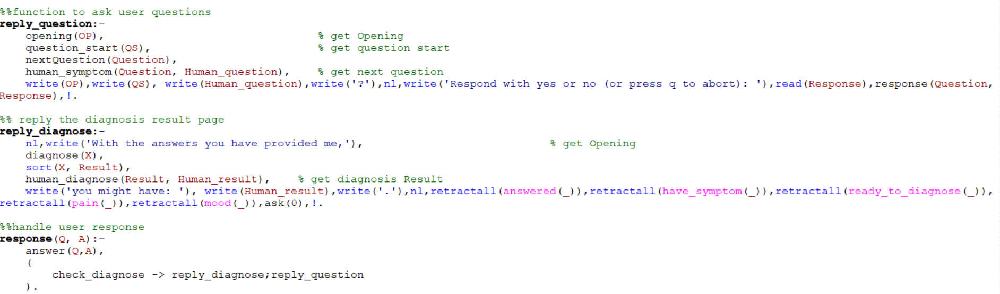 %%function to ask user questions
reply_question:-
    opening(OP),                                % get Opening
    question_start(QS),                         % get question start
    nextQuestion(Question),
    human_symptom(Question, Human_question),    % get next question
    write(OP),write(QS), write(Human_question),write('?'),nl,write('Respond with yes or no (or press q to abort): '),read(Response),response(Question,
Response),!.

%% reply the diagnosis result page
reply_diagnose:-
    nl,write('With the answers you have provided me,'),                            % get Opening
    diagnose(X),
    sort(X, Result),
    human_diagnose(Result, Human_result),    % get diagnosis Result
    write('you might have: '), write(Human_result),write('.'),nl,retractall(answered(_)),retractall(have_symptom(_)),retractall(ready_to_diagnose(_)),
retractall(pain(_)),retractall(mood(_)),ask(0),!.

%%handle user response
response(Q, A):-
    answer(Q,A),
    (
        check_diagnose -> reply_diagnose;reply_question
    ).